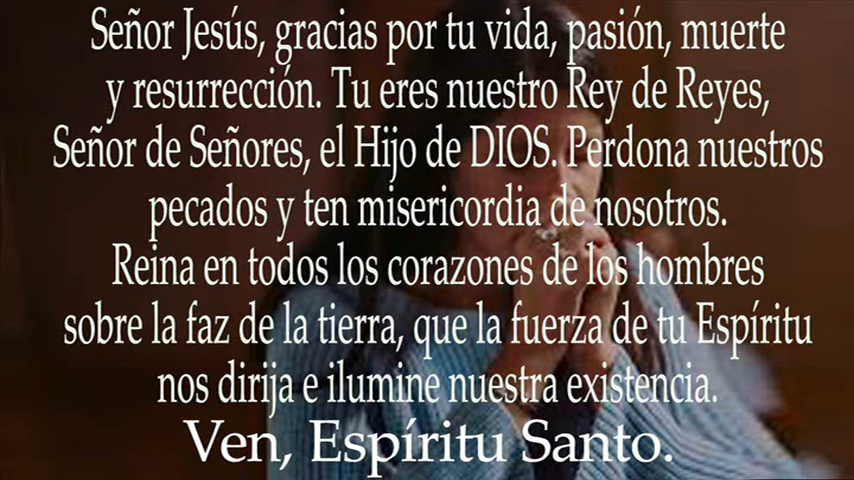 Señor Jesús, gracias por tu vida, pasión, muerte
y resurrección. Tu eres nuestro Rey de Reyes,
Señor de Señores, el Hijo de DIOS. Perdona nuestros
pecados y ten misericordia de nosotros.
Reina en todos los corazones de los hombres
sobre la faz de la tierra, que la fuerza de tu Espíritu
nos dirija e ilumine nuestra existencia.
Ven, Espíritu Santo.